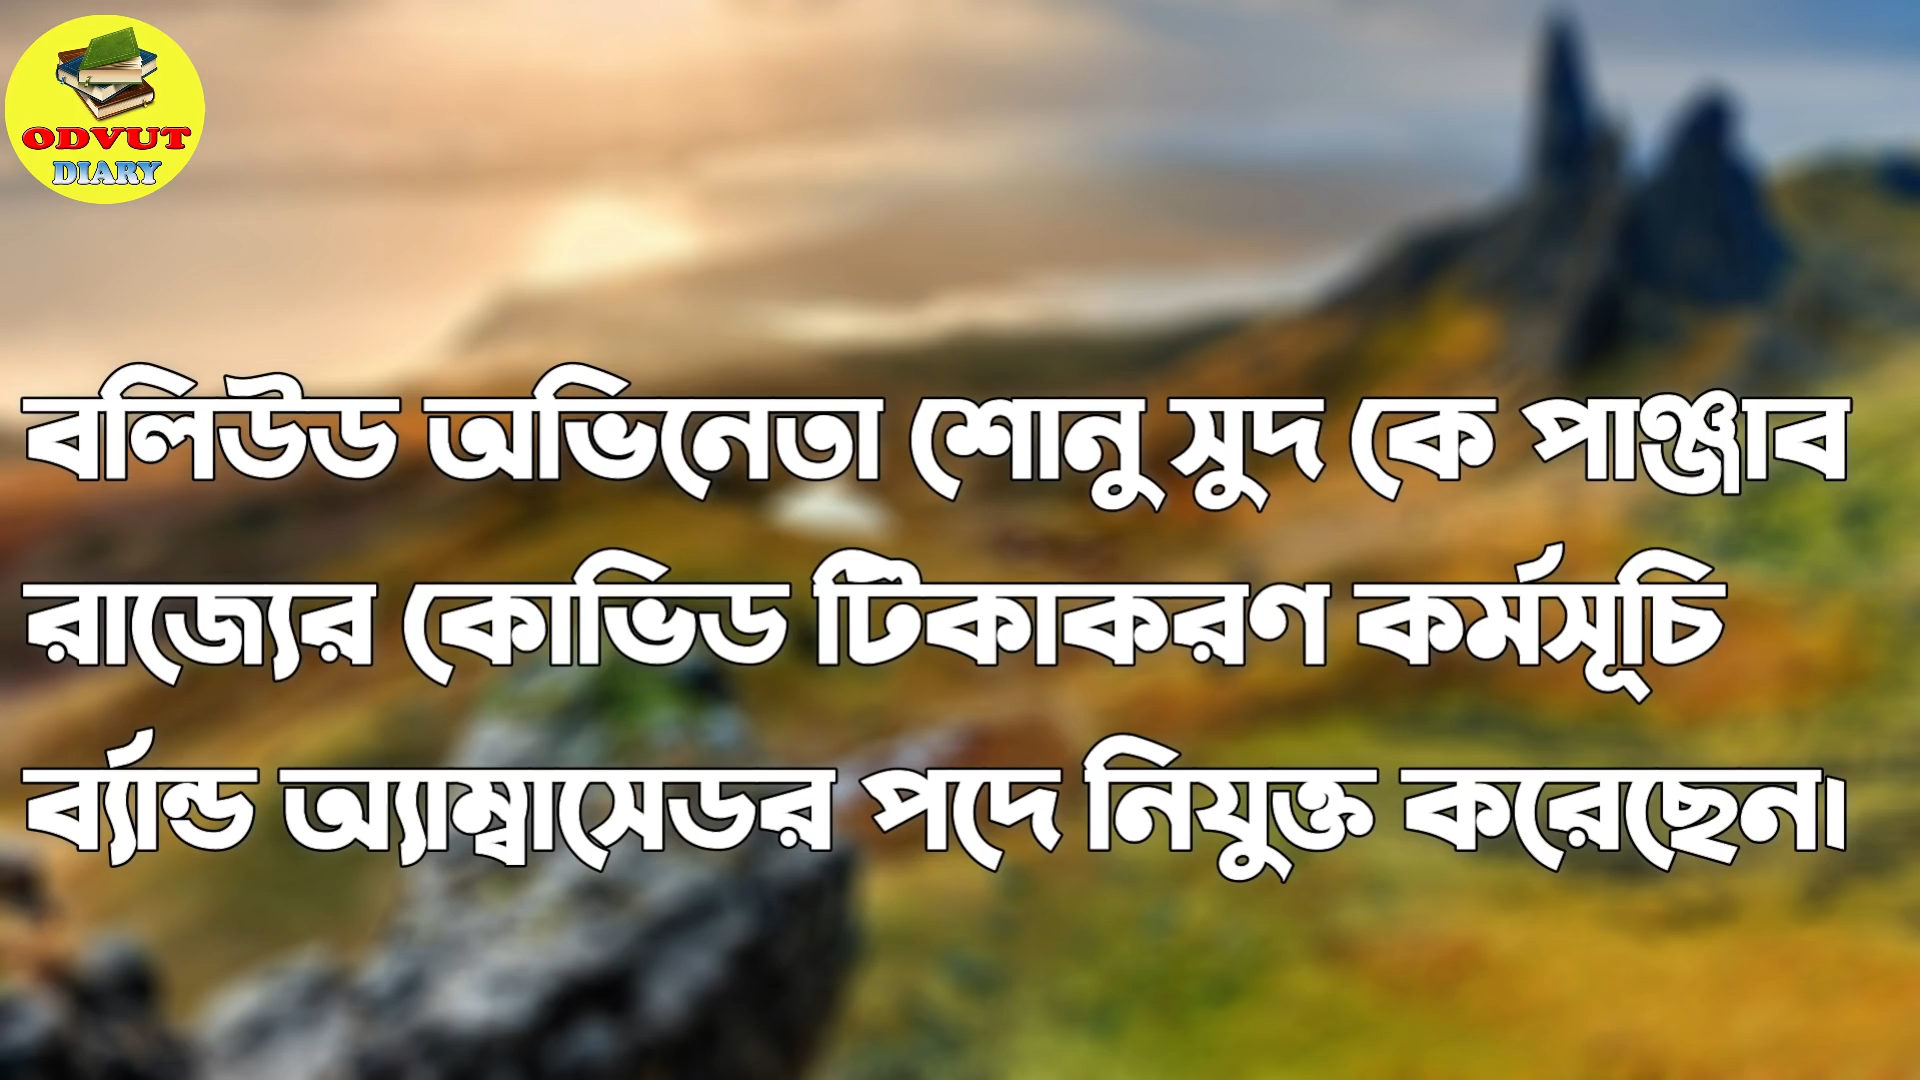 ODVUT
DIARY
বলিউড অভিনেতা শোনু সুদ কে পাঞ্জাব
রাজ্যের কোভিড টিকাকরণ কর্মসূচি
র্ব্যান্ড অ্যাম্বাসেডর পদে নিযুক্ত করেছেন।